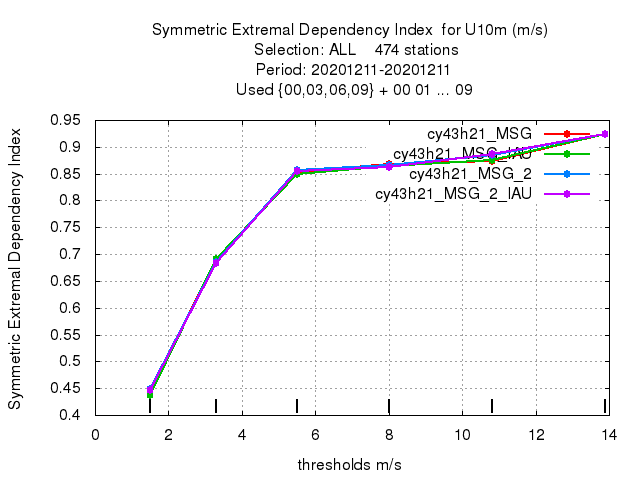 Symmetric Extremal Dependency Index for U10m (m/s)
Selection: ALL 474 stations
Period: 20201211-20201211
Used {00,03,06,09} + 00 01 ... 09
Symmetric Extremal Dependency Index
0.95
0.9
0.85
0.8
0.75
0.7
0.65
0.6
0.55
0.5
0.45
0.4
cy43h21_MSG
cy43h21_MSG_IAU
cy43h21_MSG_2
cy43h21_MSG_2_IAU
0 2 4 6 8 10 12 14
thresholds m/s